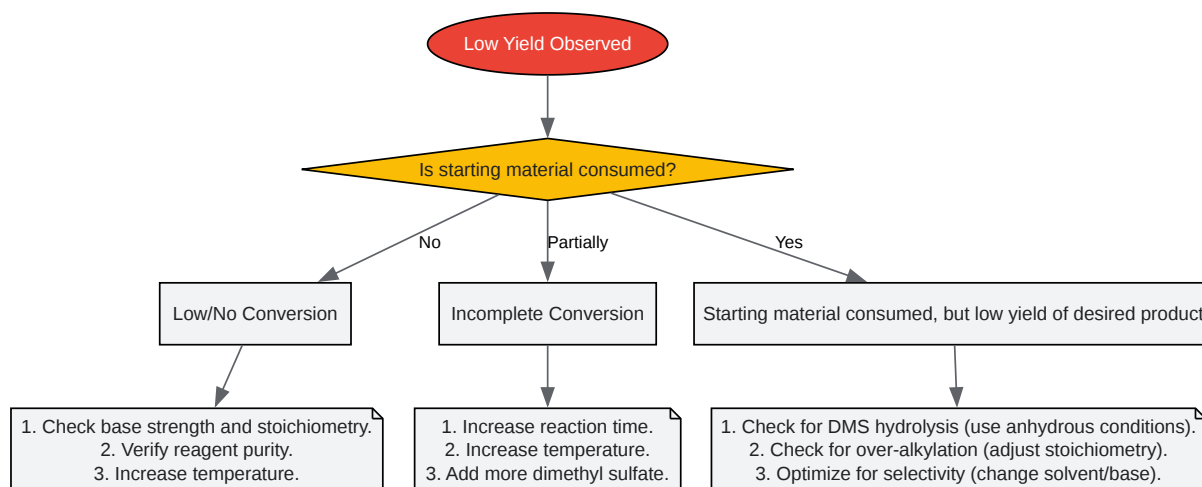 Low Yield Observed
Is starting material consumed?
No
Partially
Yes
Low/No Conversion
Incomplete Conversion
Starting material consumed, but low yield of desired product
1. Check base strength and stoichiometry.
2. Verify reagent purity.
3. Increase temperature.
1. Increase reaction time.
2. Increase temperature.
3. Add more dimethyl sulfate.
1. Check for DMS hydrolysis (use anhydrous conditions).
2. Check for over-alkylation (adjust stoichiometry).
3. Optimize for selectivity (change solvent/base).